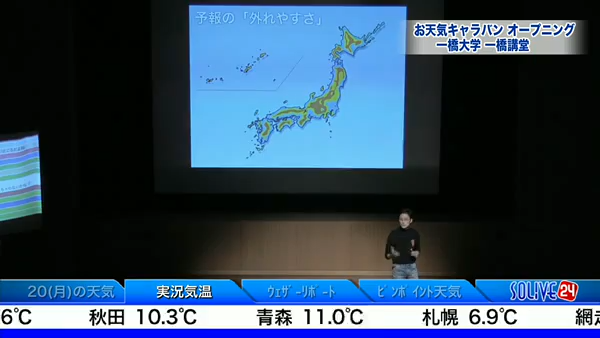 予報の「外れやすさ」
お天気キャラバン オープニング
一橋大学 一橋講堂
20(月)の天気
実況気温
ｳｪｻﾞｰﾘﾎﾟｰﾄ
ﾋﾟﾝﾎﾟｲﾝﾄ天気
SOLiVE24
6℃ 秋田 10.3℃ 青森 11.0℃ 札幌 6.9℃ 網走